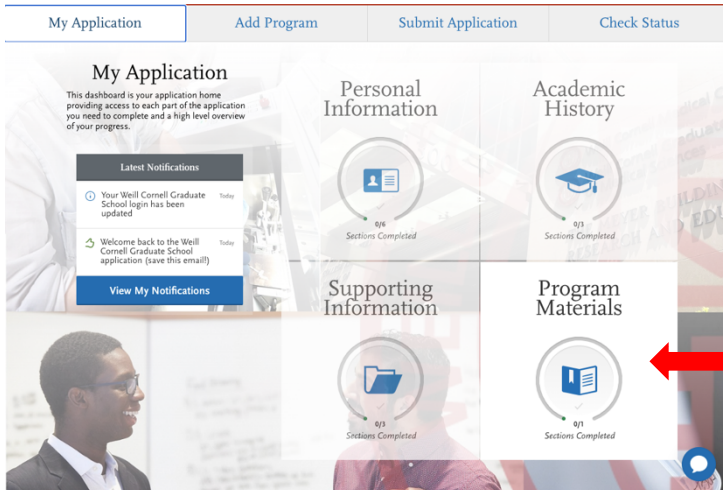 My Application
Add Program
Submit Application
Check Status
My Application
This dashboard is your application home
providing access to each part of the application
you need to complete and a high level overview
of your progress.
Latest Notifications
Your Weill Cornell Graduate
School login has been
updated
Today
Welcome back to the Weill
Cornell Graduate School
application (save this email!)
Today
View My Notifications
Personal
Information
0/6
Sections Completed
Academic
History
0/3
Sections Completed
Supporting
Information
0/3
Sections Completed
Program
Materials
0/1
Sections Completed